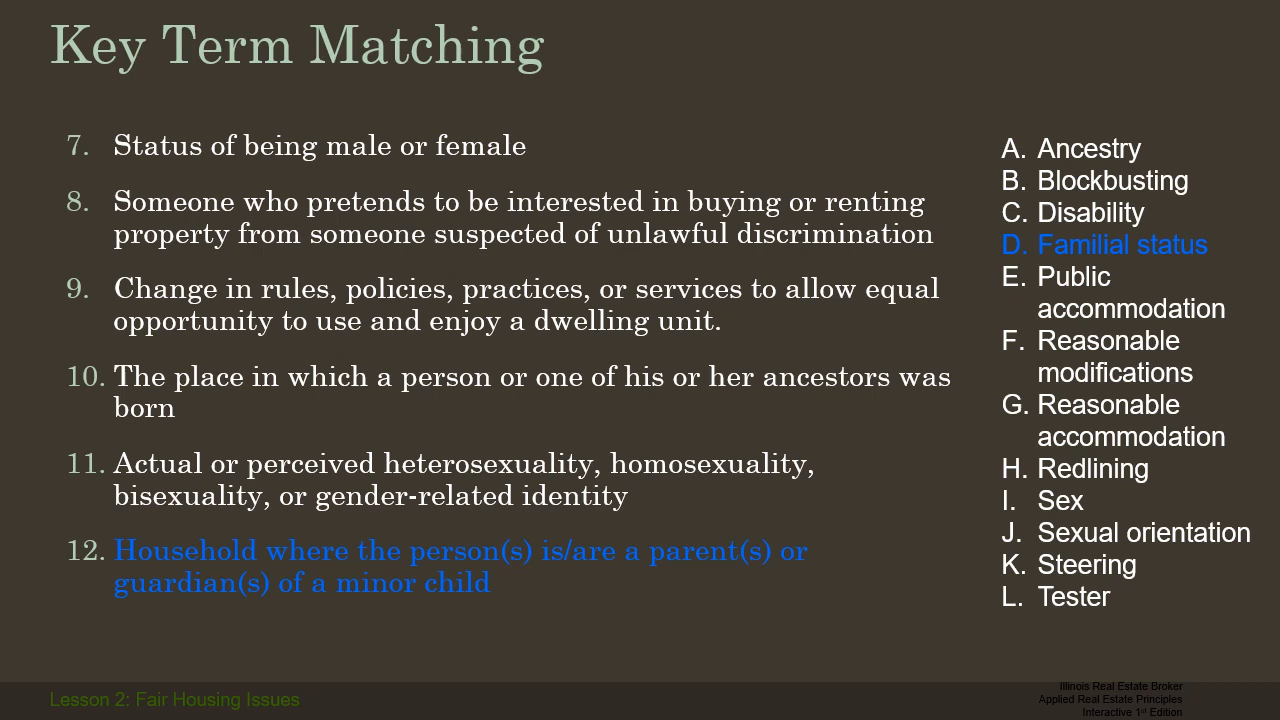 Key Term Matching
7. Status of being male or female
8. Someone who pretends to be interested in buying or renting
property from someone suspected of unlawful discrimination
9. Change in rules, policies, practices, or services to allow equal
opportunity to use and enjoy a dwelling unit.
10. The place in which a person or one of his or her ancestors was
born
11. Actual or perceived heterosexuality, homosexuality,
bisexuality, or gender-related identity
12. Household where the person(s) is/are a parent(s) or
guardian(s) of a minor child
A. Ancestry
B. Blockbusting
C. Disability
D. Familial status
E. Public
accommodation
F. Reasonable
modifications
G. Reasonable
accommodation
H. Redlining
I. Sex
J. Sexual orientation
K. Steering
L. Tester
Lesson 2: Fair Housing Issues
Illinois Real Estate Broker
Applied Real Estate Principles
Interactive 1st Edition